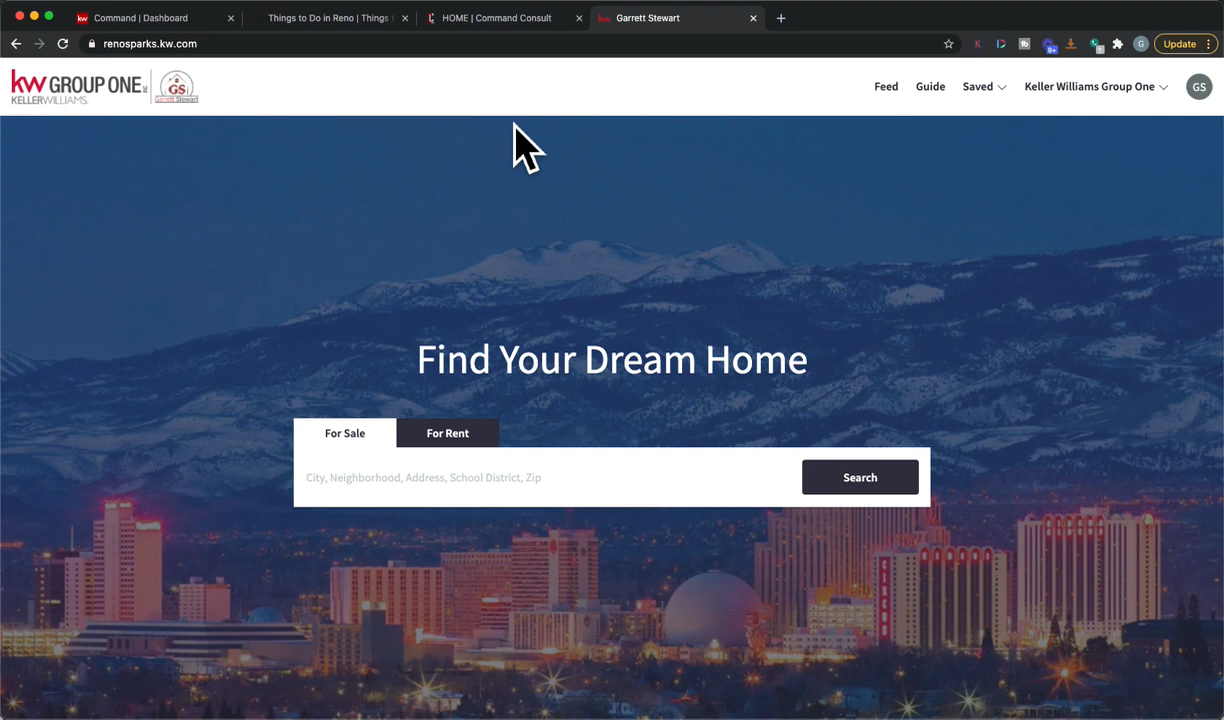 Command | Dashboard
Things to Do in Reno | Things
HOME | Command Consult
Garrett Stewart
renosparks.kw.com
9+
G
Update
kw GROUP ONE
KELLERWILLIAMS.
GS
Garrett Stewart
Feed
Guide
Saved
Keller Williams Group One
GS
Find Your Dream Home
For Sale
For Rent
City, Neighborhood, Address, School District, Zip
Search